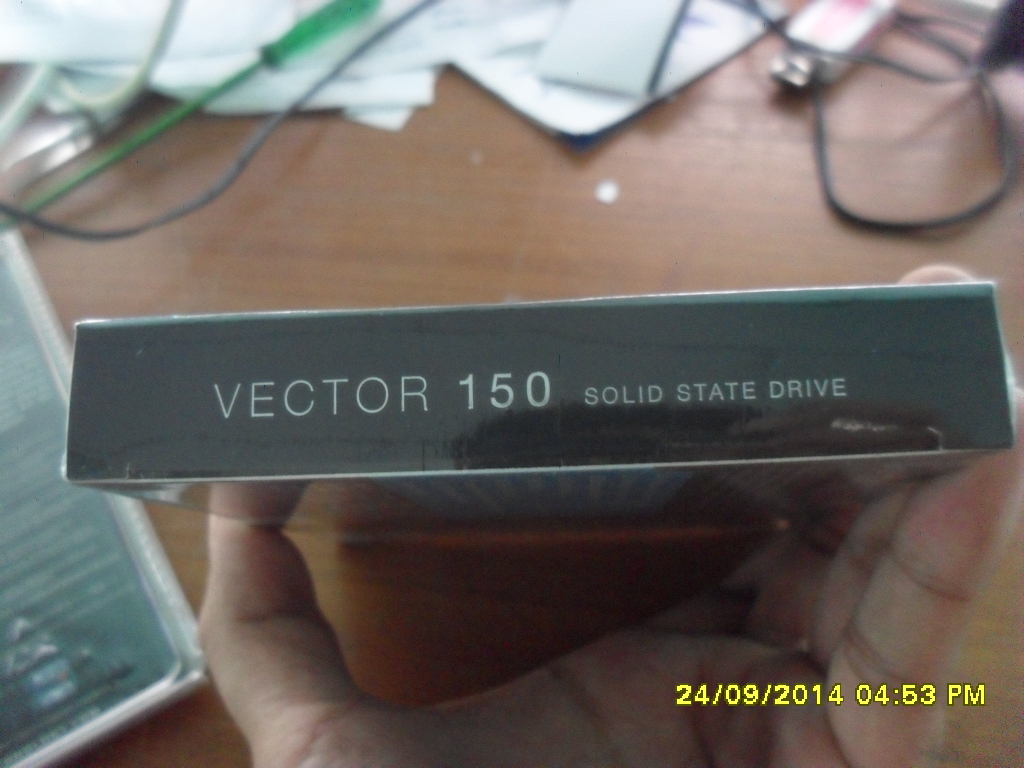 VECTOR 150 SOLID STATE DRIVE
24/09/2014 04:53 PM